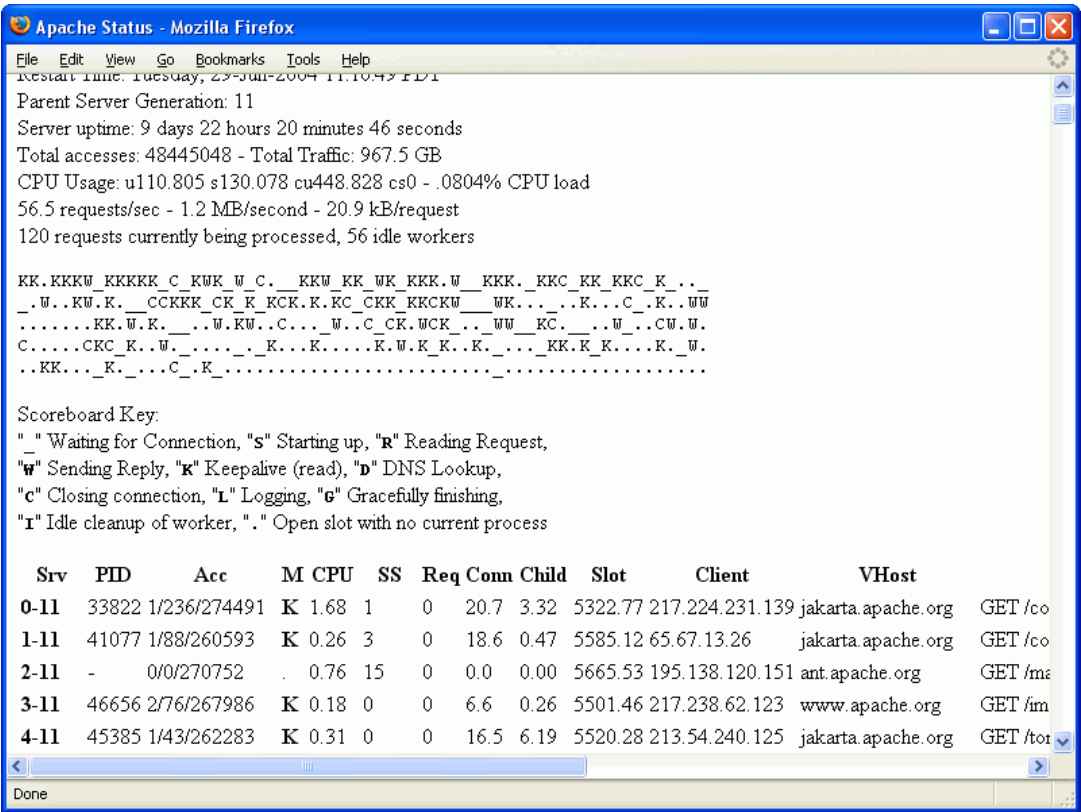 Apache Status - Mozilla Firefox
File Edit View Go Bookmarks Tools Help
Restart Time: Tuesday, 29-Jun-2004 11:16:49 PDT
Parent Server Generation: 11
Server uptime: 9 days 22 hours 20 minutes 46 seconds
Total accesses: 48445048 - Total Traffic: 967.5 GB
CPU Usage: u110.805 s130.078 cu448.828 cs0 - .0804% CPU load
56.5 requests/sec - 1.2 MB/second - 20.9 kB/request
120 requests currently being processed, 56 idle workers
KK.KKKW_KKKKK_C_KWK_W_C.__KKW_KK_WK_KKK.W__KKK._KKC_KK_KKC_K_.._
_.W..KW.K.__CCKKK_CK_K_KCK.K.KC_CKK_KKCKW___WK..._..K...C_.K..WW
.......KK.W.K.__..W.KW..C..._W..C_CK.WCK_.._WW__KC.__..W_..CW.W.
C.....CKC_K..W._...._._K...K.....K.W.K_K..K._..._KK.K_K....K._W.
..KK..._K._...C_.K_........................._...................
Scoreboard Key:
"_" Waiting for Connection, "S" Starting up, "R" Reading Request,
"W" Sending Reply, "K" Keepalive (read), "D" DNS Lookup,
"C" Closing connection, "L" Logging, "G" Gracefully finishing,
"I" Idle cleanup of worker, "." Open slot with no current process
Srv PID Acc M CPU SS Req Conn Child Slot Client VHost
0-11 33822 1/236/274491 K 1.68 1 0 20.7 3.32 5322.77 217.224.231.139 jakarta.apache.org GET /co
1-11 41077 1/88/260593 K 0.26 3 0 18.6 0.47 5585.12 65.67.13.26 jakarta.apache.org GET /co
2-11 - 0/0/270752 . 0.76 15 0 0.0 0.00 5665.53 195.138.120.151 ant.apache.org GET /ma
3-11 46656 2/76/267986 K 0.18 0 0 6.6 0.26 5501.46 217.238.62.123 www.apache.org GET /im
4-11 45385 1/43/262283 K 0.31 0 0 16.5 6.19 5520.28 213.54.240.125 jakarta.apache.org GET /tor
Done